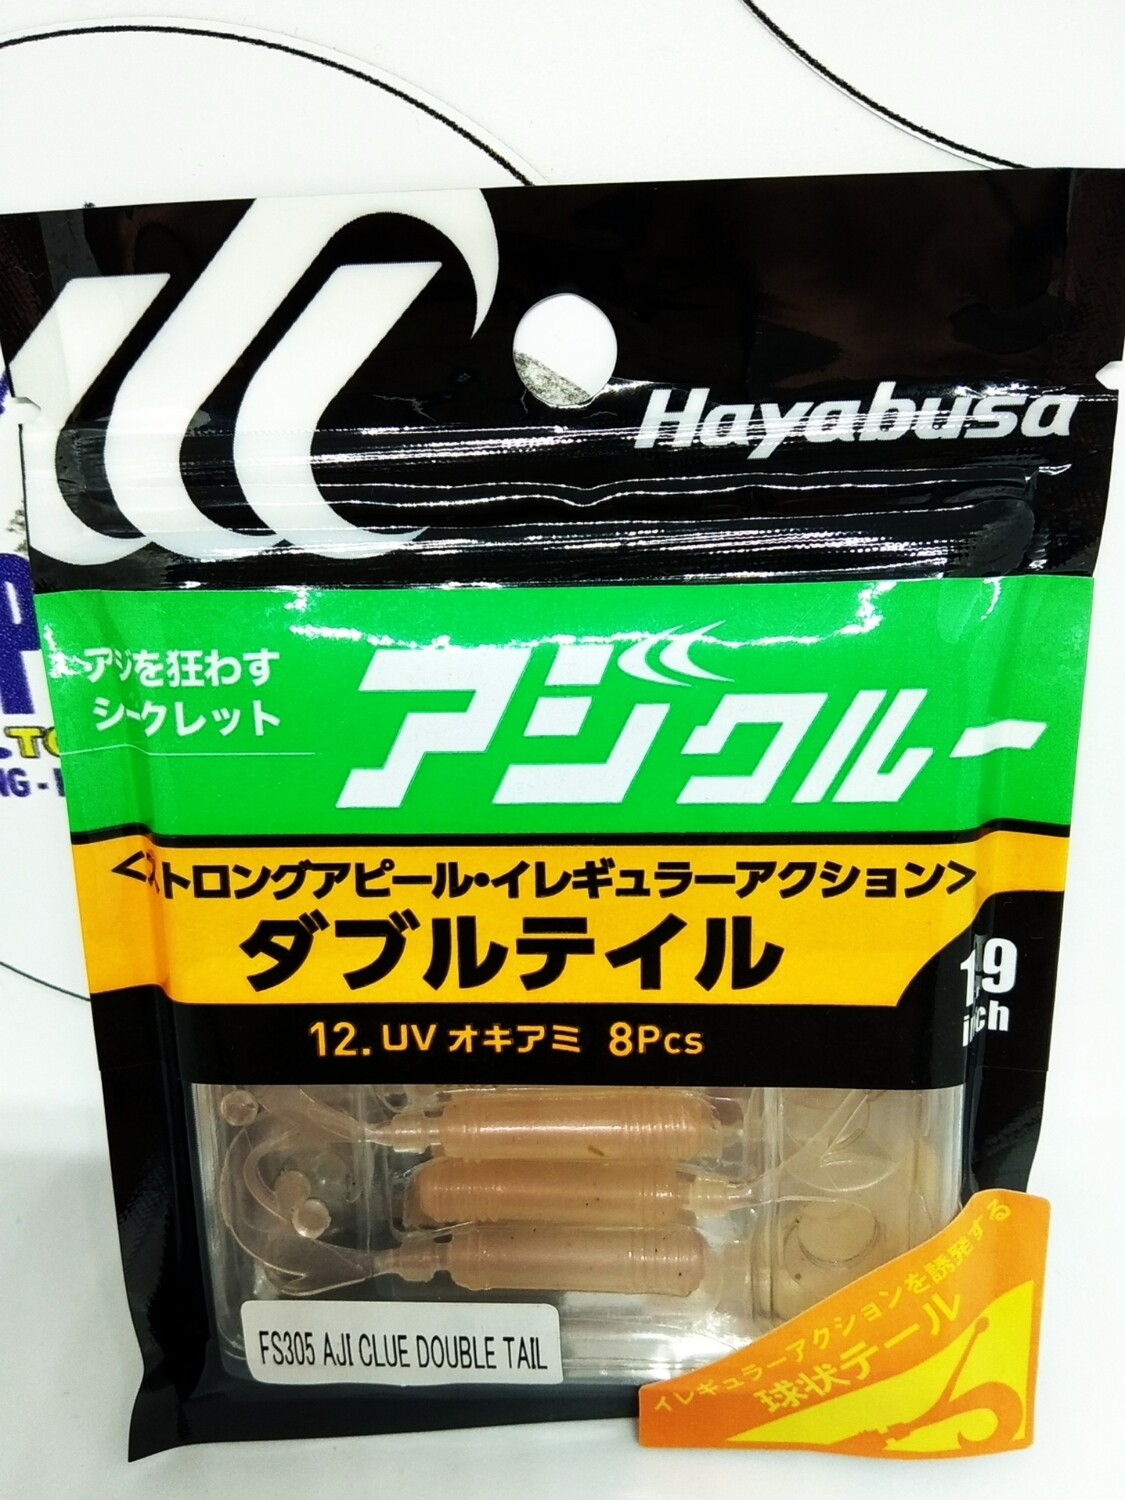 Hayabusa
アジを狂わす
シークレット
アジクルー
<ストロングアピール・イレギュラーアクション>
ダブルテイル
1.9
inch
12. UV オキアミ 8Pcs
FS305 AJI CLUE DOUBLE TAIL
イレギュラーアクションを誘発する
球状テール